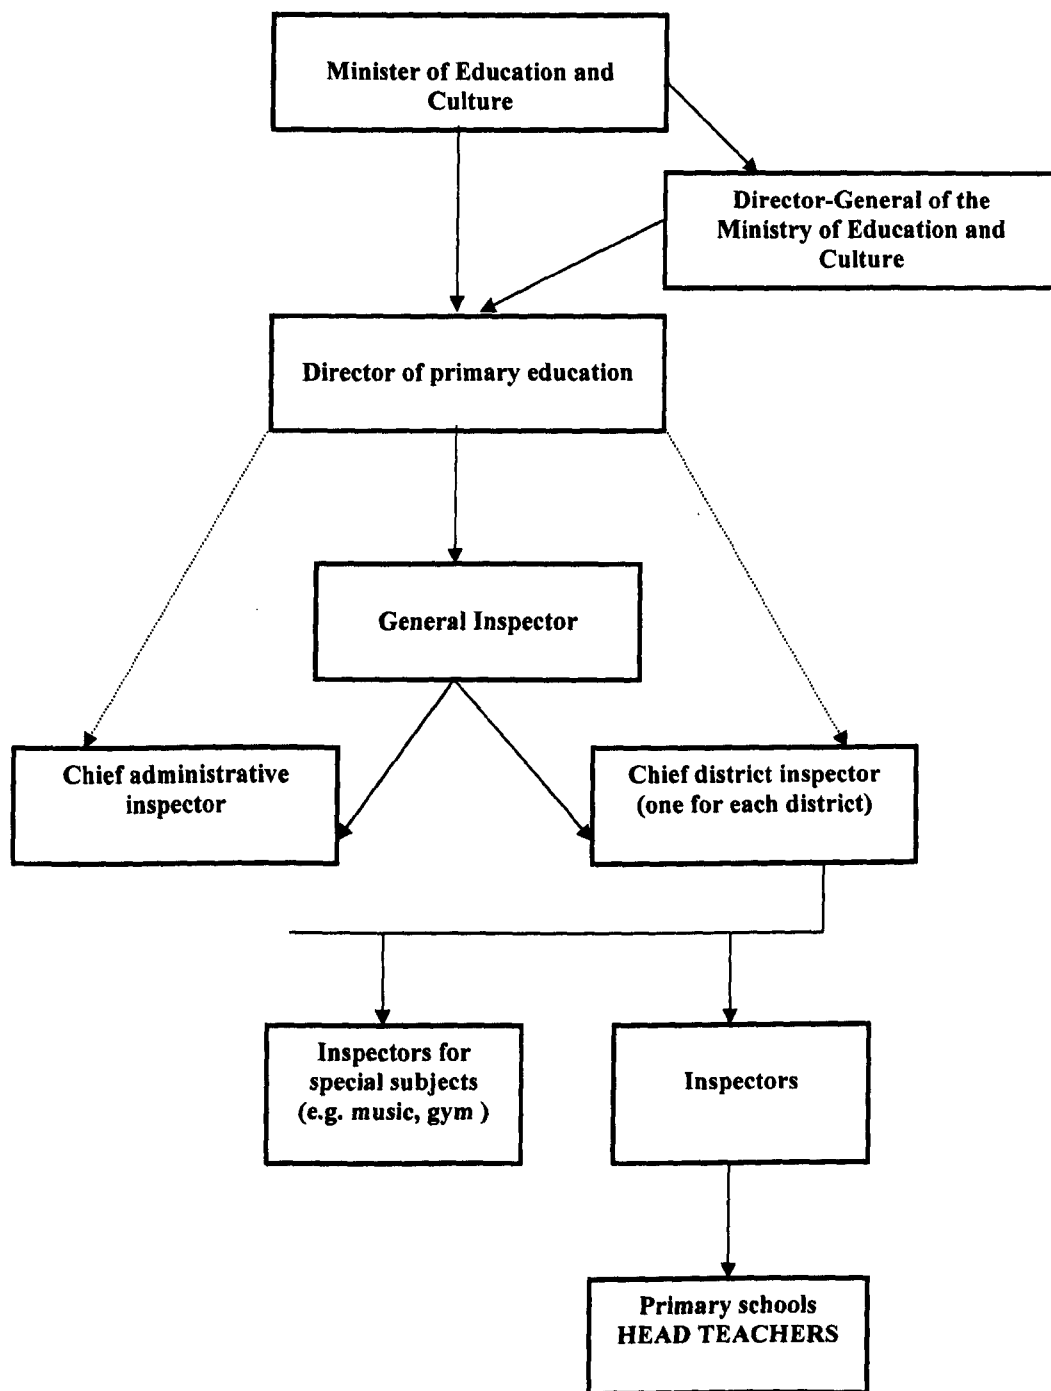 Minister of Education and
Culture
Director-General of the
Ministry of Education and
Culture
Director of primary education
General Inspector
Chief administrative
inspector
Chief district inspector
(one for each district)
Inspectors for
special subjects
(e.g. music, gym )
Inspectors
Primary schools
HEAD TEACHERS